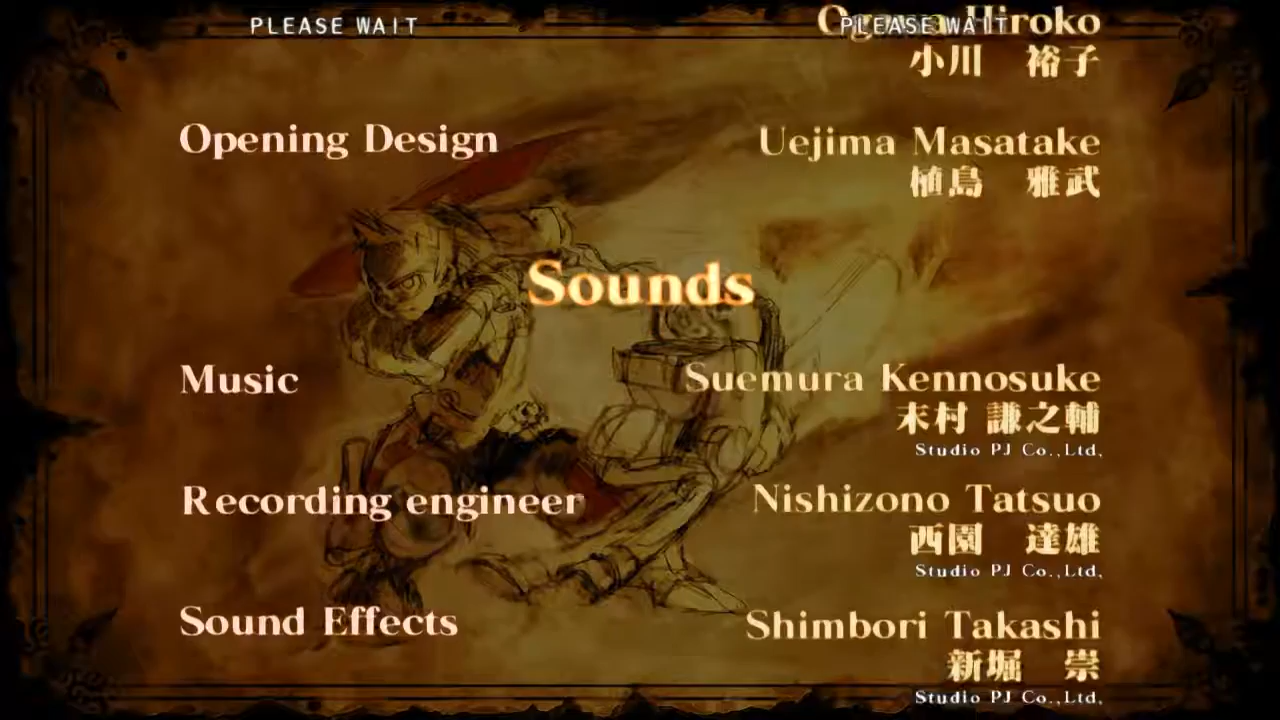 PLEASE WAIT
PLEASE WAIT
Ogawa Hiroko
小川 裕子
Opening Design
Uejima Masatake
植島 雅武
Sounds
Music
Suemura Kennosuke
末村 謙之輔
Studio PJ Co.,Ltd,
Recording engineer
Nishizono Tatsuo
西園 達雄
Studio PJ Co.,Ltd,
Sound Effects
Shimbori Takashi
新堀 崇
Studio PJ Co.,Ltd,